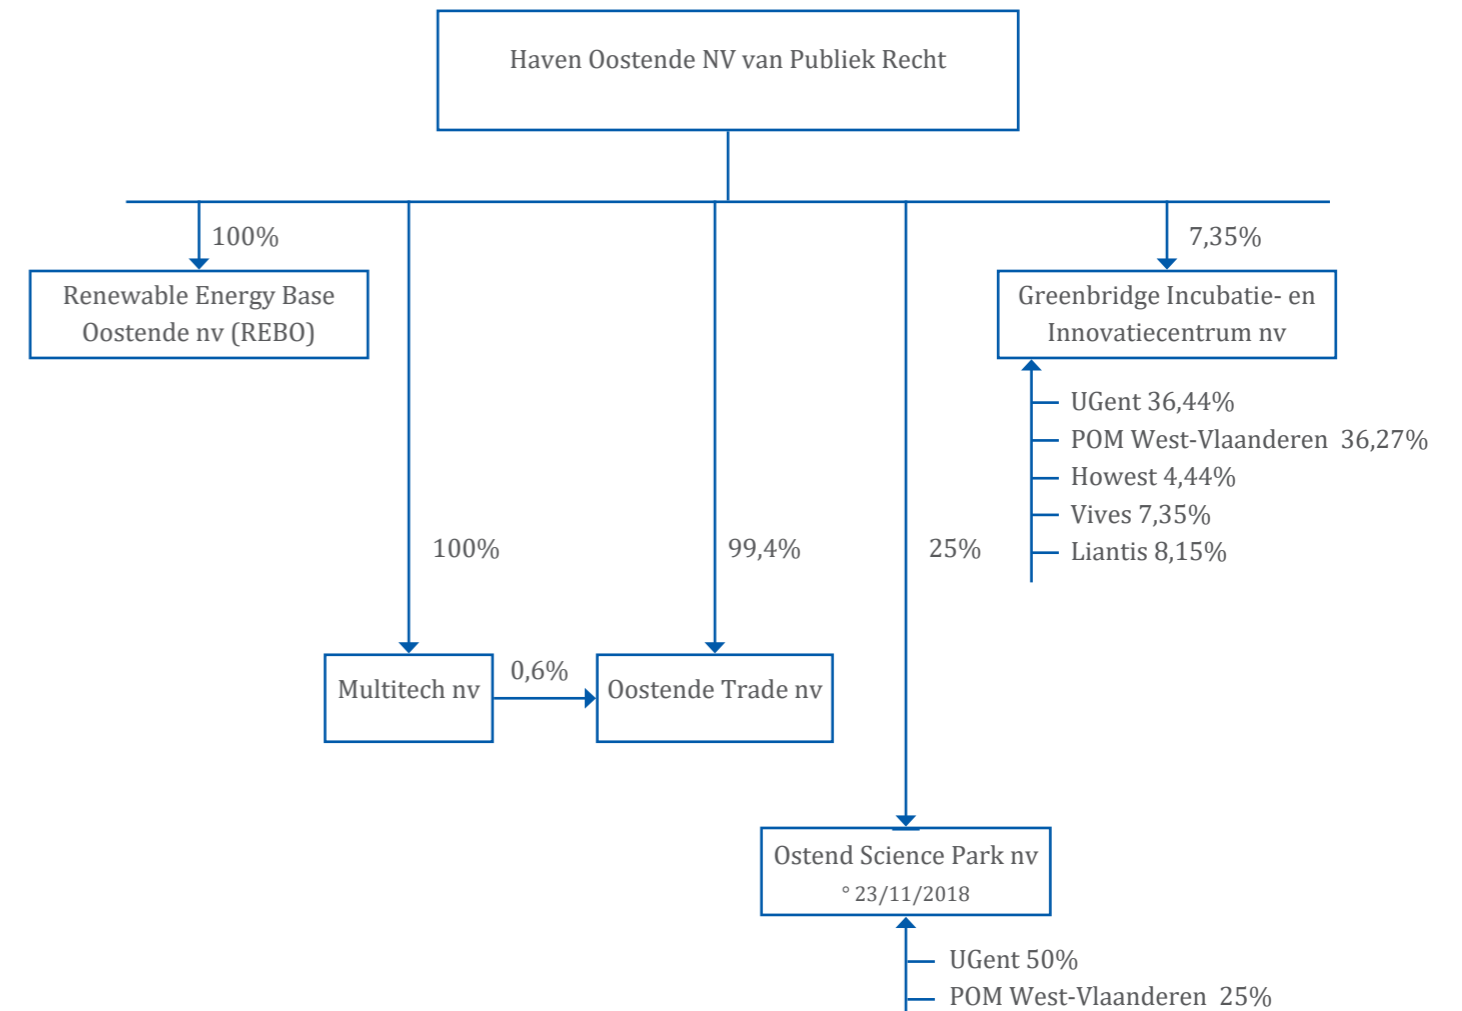 Haven Oostende NV van Publiek Recht
100%
7,35%
Renewable Energy Base
Oostende nv (REBO)
Greenbridge Incubatie- en
Innovatiecentrum nv
UGent 36,44%
POM West-Vlaanderen 36,27%
Howest 4,44%
Vives 7,35%
Liantis 8,15%
100%
99,4%
25%
Multitech nv
0,6%
Oostende Trade nv
Ostend Science Park nv
° 23/11/2018
UGent 50%
POM West-Vlaanderen 25%